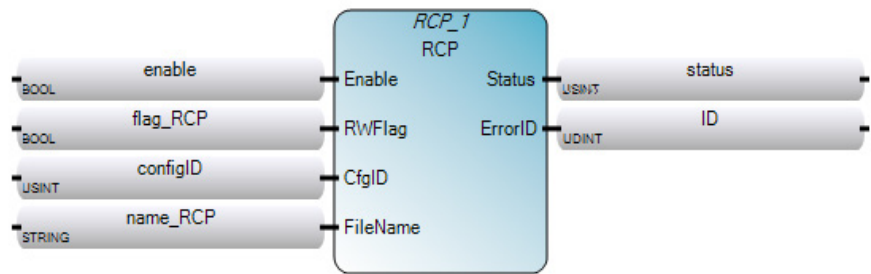 RCP_1
RCP
enable
BOOL
Enable
Status
status
USINT
flag_RCP
BOOL
RWFlag
ErrorID
ID
UDINT
configID
USINT
CfgID
name_RCP
STRING
FileName